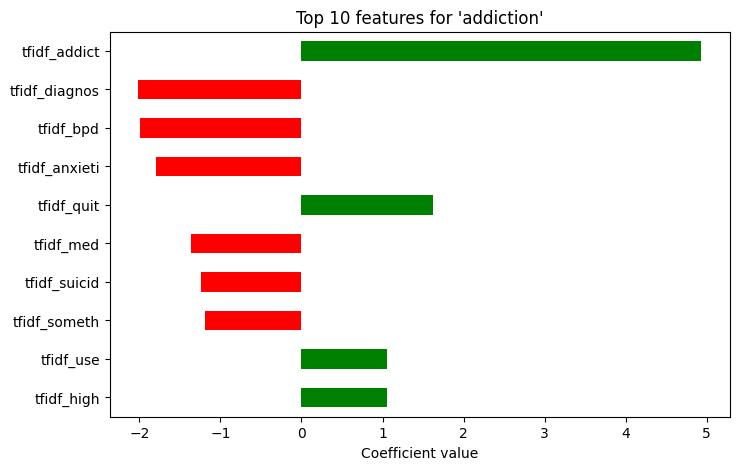 Top 10 features for 'addiction'
tfidf_addict
tfidf_diagnos
tfidf_bpd
tfidf_anxieti
tfidf_quit
tfidf_med
tfidf_suicid
tfidf_someth
tfidf_use
tfidf_high
−2 −1 0 1 2 3 4 5
Coefficient value